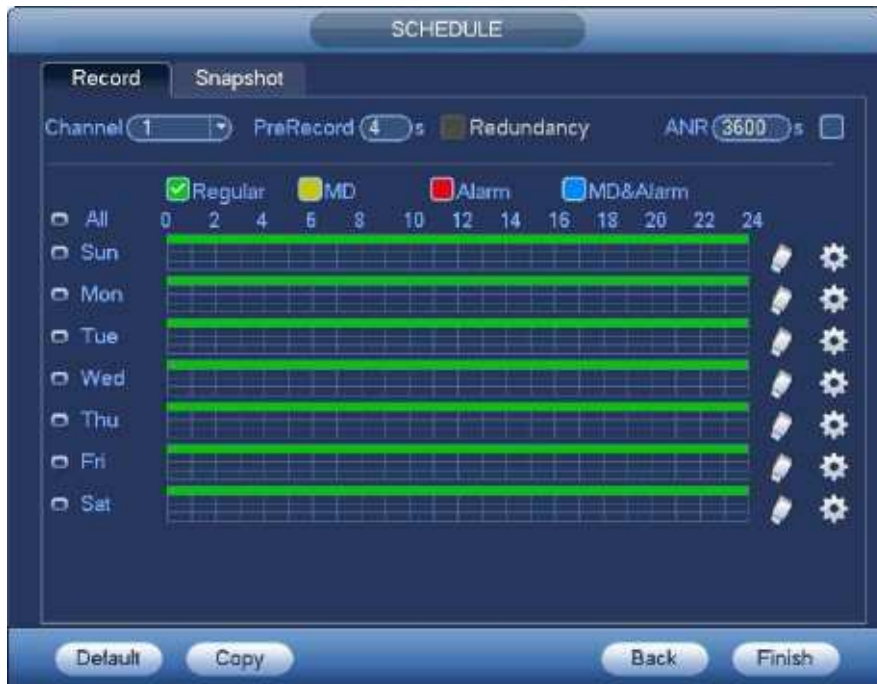 SCHEDULE
Record Snapshot
Channel 1 PreRecord 4 s Redundancy ANR 3600 s
Regular MD Alarm MD&Alarm
All 0 2 4 6 8 10 12 14 16 18 20 22 24
Sun
Mon
Tue
Wed
Thu
Fri
Sat
Default Copy Back Finish